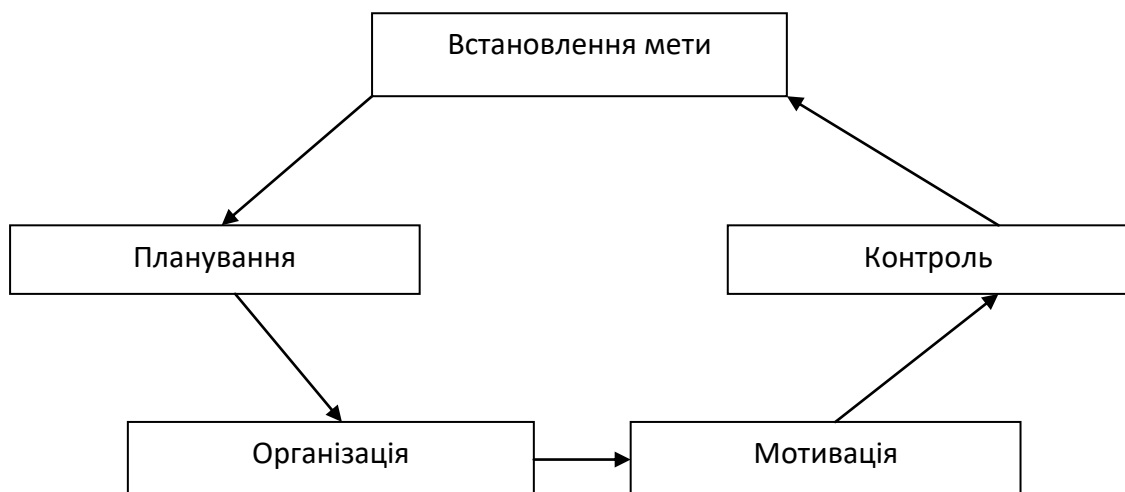 Встановлення мети
Планування
Контроль
Організація
Мотивація